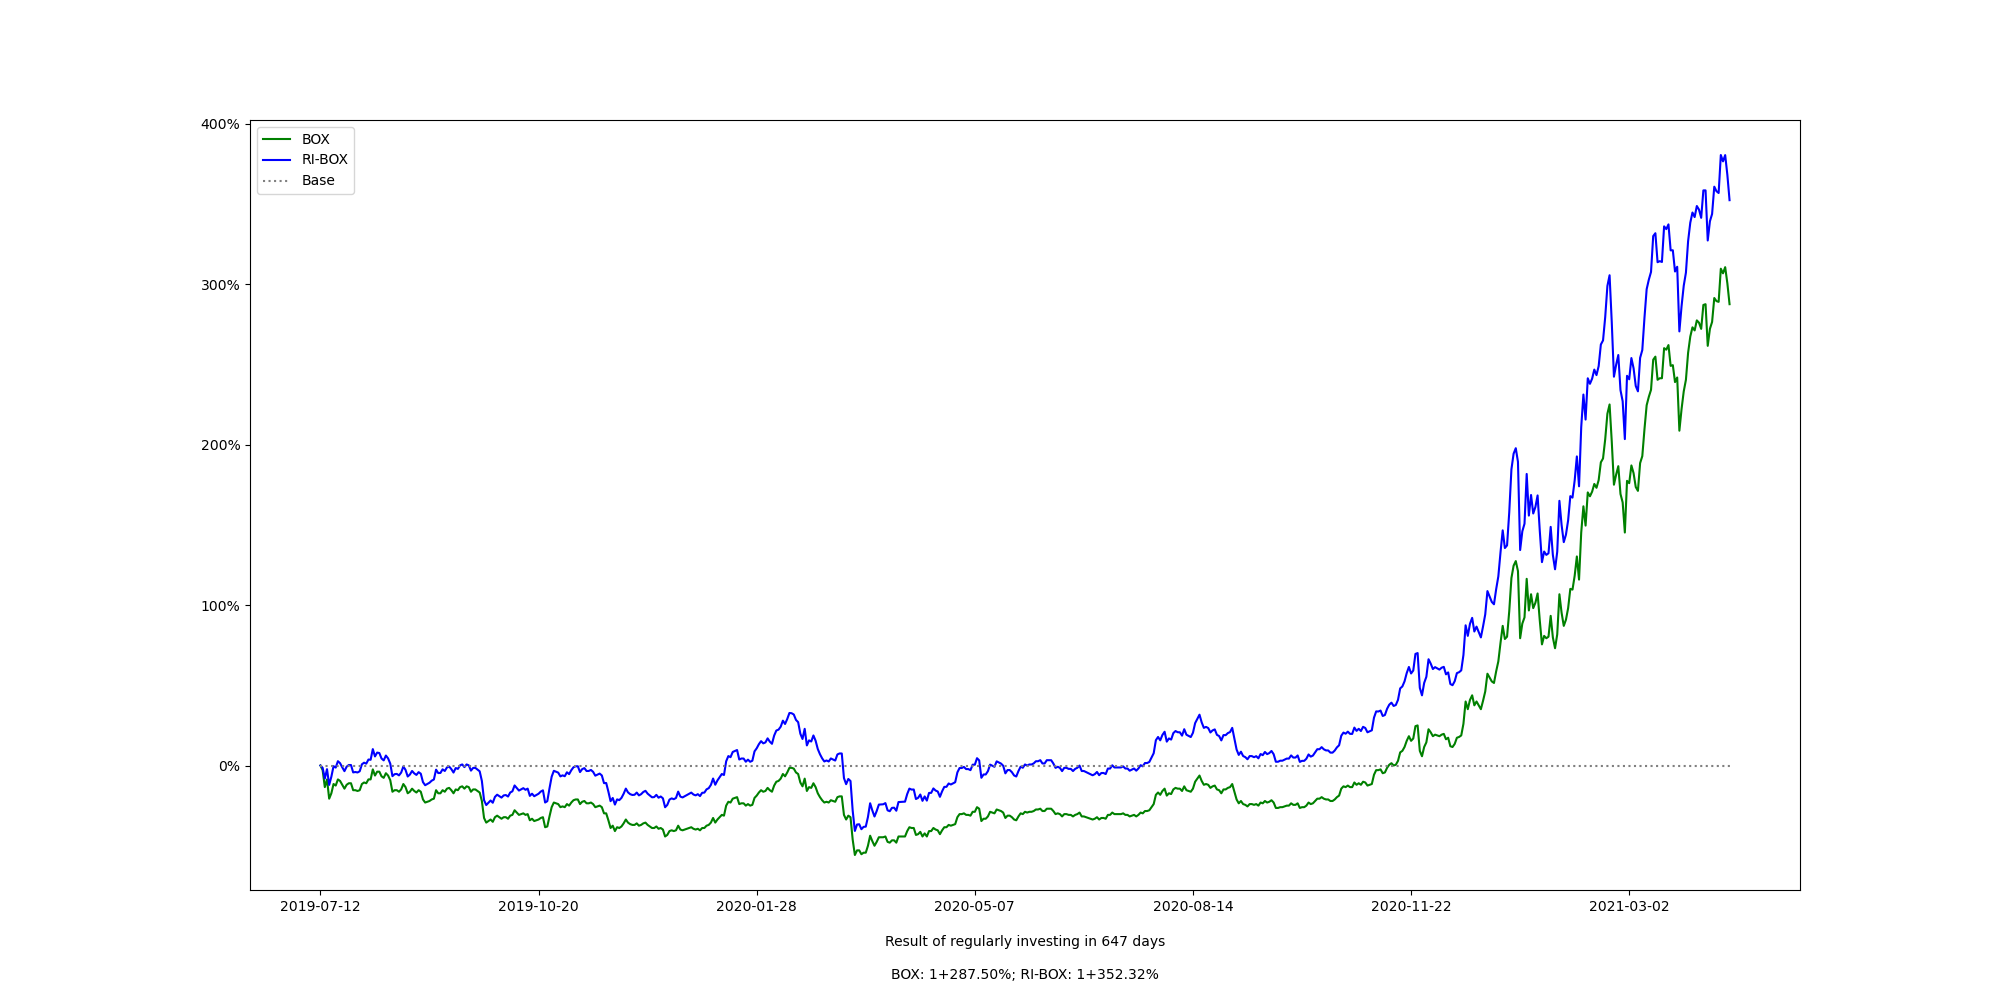 400%
300%
200%
100%
0%
BOX
RI-BOX
Base
2019-07-12 2019-10-20 2020-01-28 2020-05-07 2020-08-14 2020-11-22 2021-03-02
Result of regularly investing in 647 days
BOX: 1+287.50%; RI-BOX: 1+352.32%